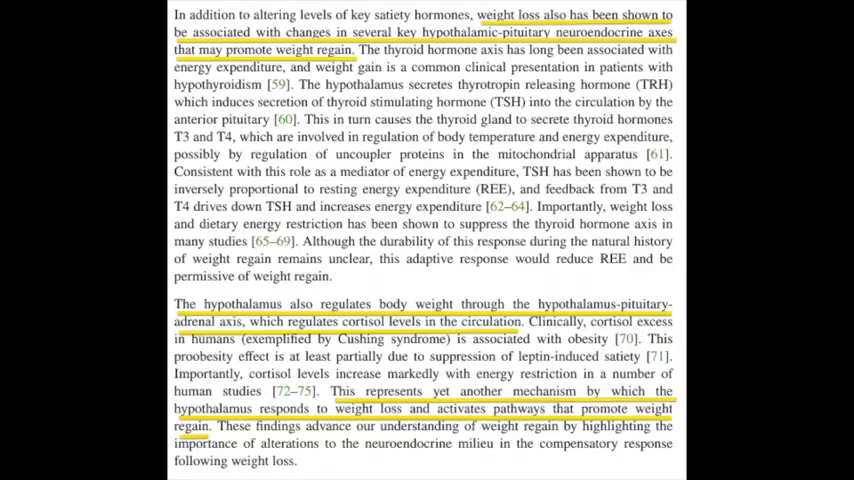 In addition to altering levels of key satiety hormones, weight loss also has been shown to
be associated with changes in several key hypothalamic-pituitary neuroendocrine axes
that may promote weight regain. The thyroid hormone axis has long been associated with
energy expenditure, and weight gain is a common clinical presentation in patients with
hypothyroidism [59]. The hypothalamus secretes thyrotropin releasing hormone (TRH)
which induces secretion of thyroid stimulating hormone (TSH) into the circulation by the
anterior pituitary [60]. This in turn causes the thyroid gland to secrete thyroid hormones
T3 and T4, which are involved in regulation of body temperature and energy expenditure,
possibly by regulation of uncoupler proteins in the mitochondrial apparatus [61].
Consistent with this role as a mediator of energy expenditure, TSH has been shown to be
inversely proportional to resting energy expenditure (REE), and feedback from T3 and
T4 drives down TSH and increases energy expenditure [62–64]. Importantly, weight loss
and dietary energy restriction has been shown to suppress the thyroid hormone axis in
many studies [65–69]. Although the durability of this response during the natural history
of weight regain remains unclear, this adaptive response would reduce REE and be
permissive of weight regain.
The hypothalamus also regulates body weight through the hypothalamus-pituitary-
adrenal axis, which regulates cortisol levels in the circulation. Clinically, cortisol excess
in humans (exemplified by Cushing syndrome) is associated with obesity [70]. This
proobesity effect is at least partially due to suppression of leptin-induced satiety [71].
Importantly, cortisol levels increase markedly with energy restriction in a number of
human studies [72–75]. This represents yet another mechanism by which the
hypothalamus responds to weight loss and activates pathways that promote weight
regain. These findings advance our understanding of weight regain by highlighting the
importance of alterations to the neuroendocrine milieu in the compensatory response
following weight loss.